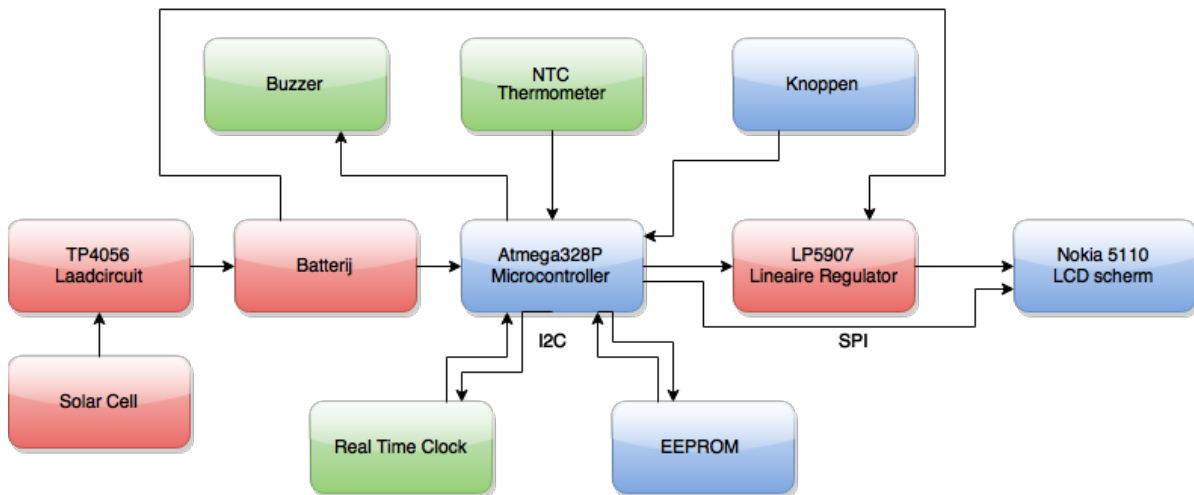 Buzzer
NTC
Thermometer
Knoppen
TP4056
Laadcircuit
Batterij
Atmega328P
Microcontroller
LP5907
Lineaire Regulator
Nokia 5110
LCD scherm
I2C
SPI
Solar Cell
Real Time Clock
EEPROM